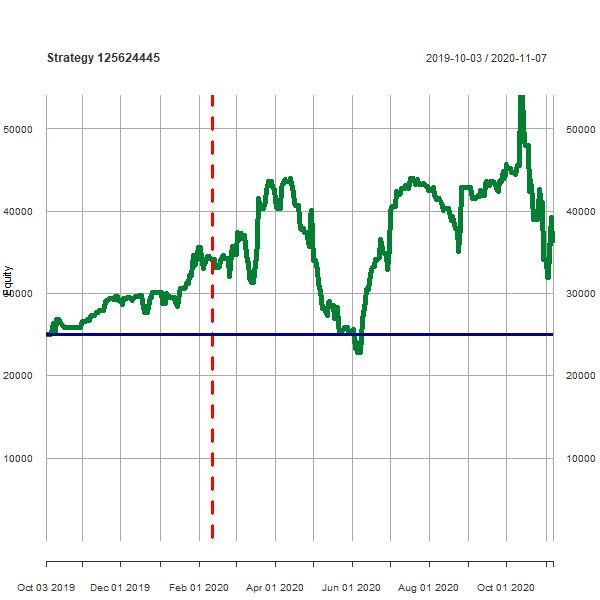 Strategy 125624445
2019-10-03 / 2020-11-07
50000
50000
40000
40000
Equity
30000
30000
20000
20000
10000
10000
Oct 03 2019
Dec 01 2019
Feb 01 2020
Apr 01 2020
Jun 01 2020
Aug 01 2020
Oct 01 2020